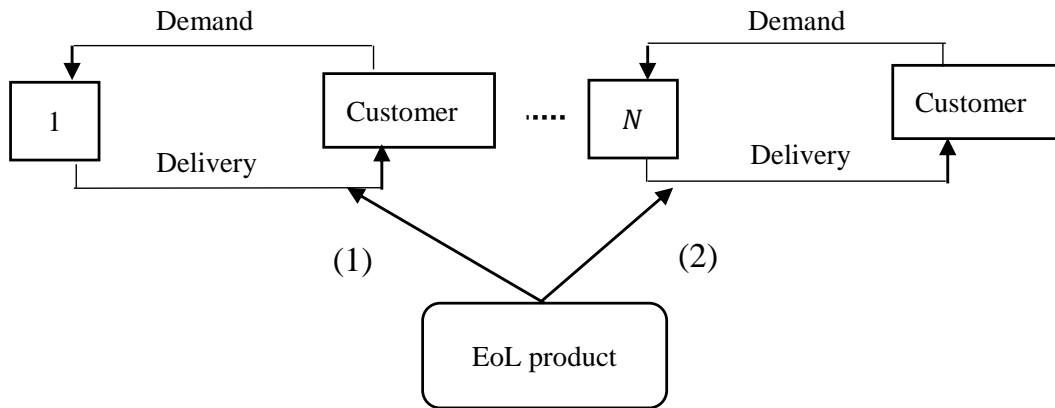 Demand
Demand
1
Customer
.....
N
Customer
Delivery
Delivery
(1)
(2)
EoL product